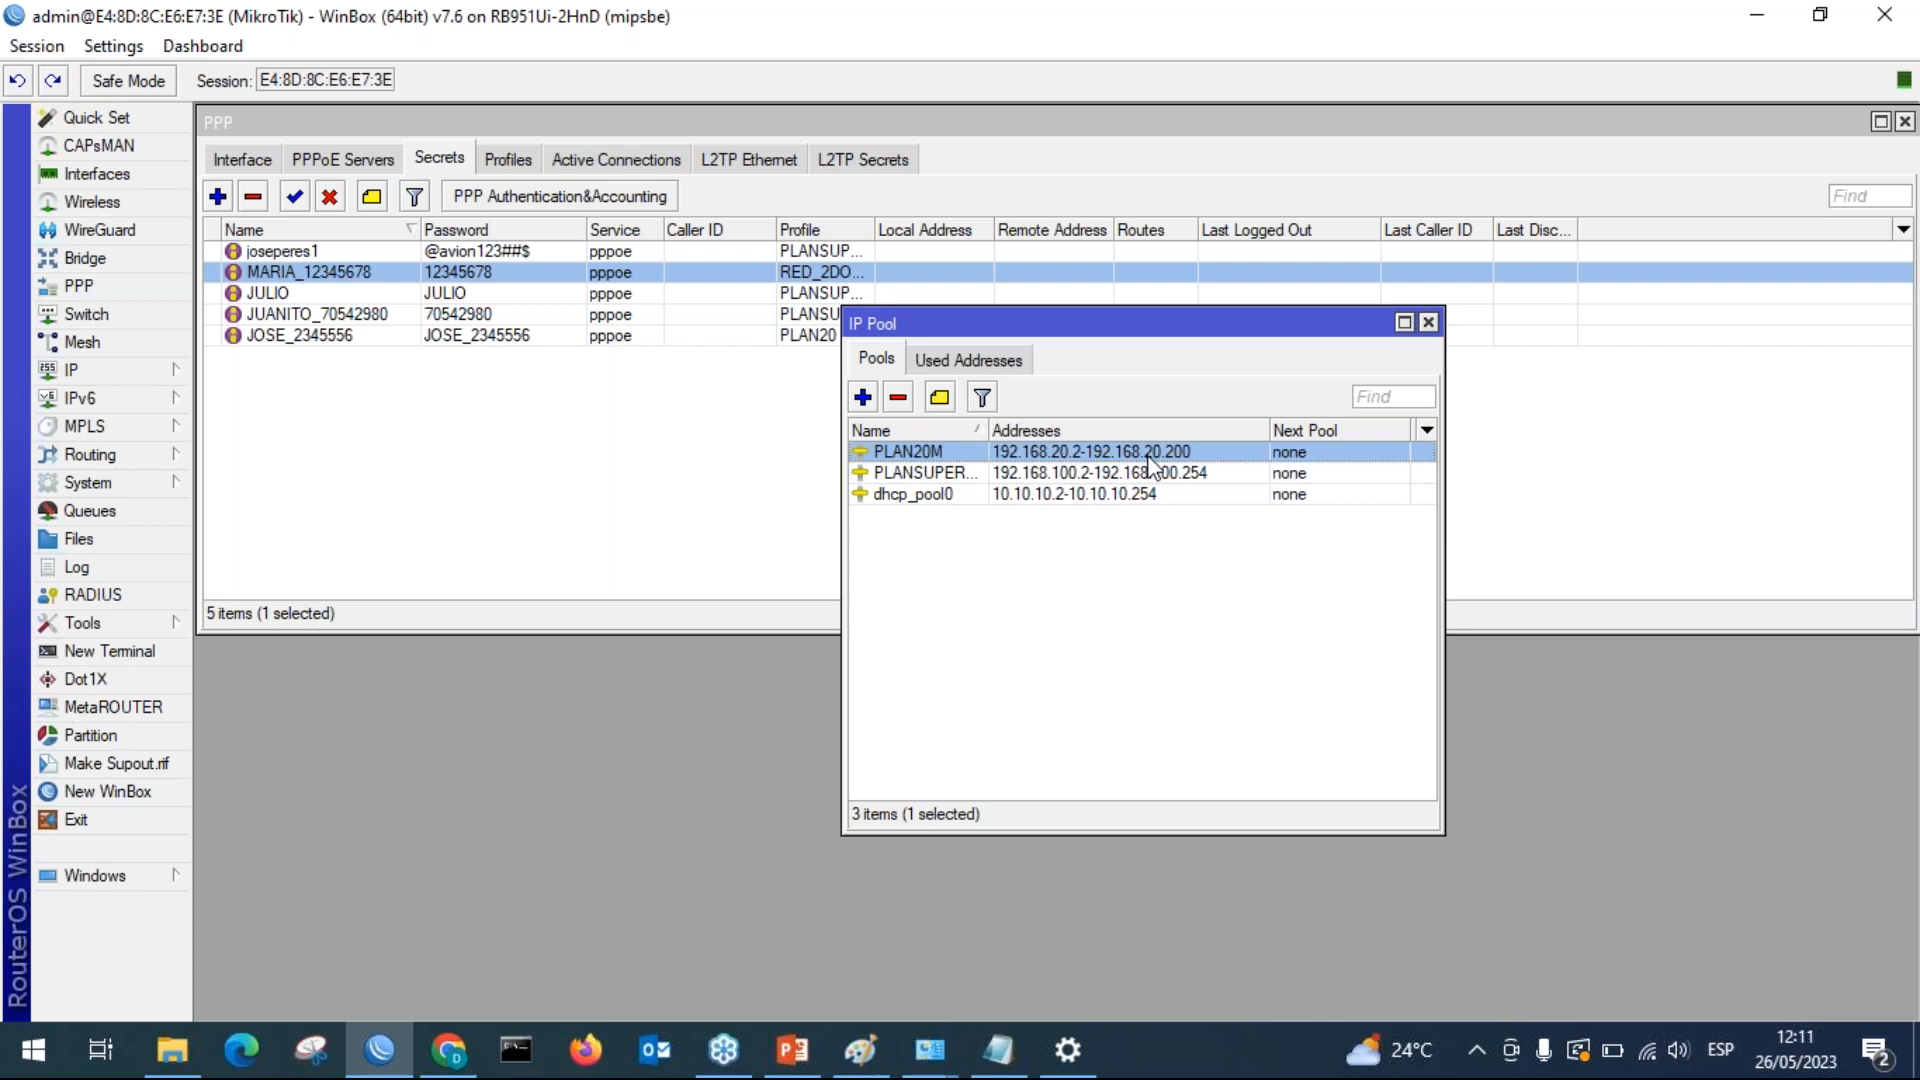 admin@E4:8D:8C:E6:E7:3E (MikroTik) - WinBox (64bit) v7.6 on RB951Ui-2HnD (mipsbe)
Session Settings Dashboard
Safe Mode Session: E4:8D:8C:E6:E7:3E
Quick Set
CAPsMAN
Interfaces
Wireless
WireGuard
Bridge
PPP
Switch
Mesh
IP
IPv6
MPLS
Routing
System
Queues
Files
Log
RADIUS
Tools
New Terminal
Dot1X
MetaROUTER
Partition
Make Supout.rif
New WinBox
Exit
Windows
RouterOS WinBox
PPP
Interface PPPoE Servers Secrets Profiles Active Connections L2TP Ethernet L2TP Secrets
PPP Authentication&Accounting Find
Name Password Service Caller ID Profile Local Address Remote Address Routes Last Logged Out Last Caller ID Last Disc...
joseperes1 @avion123##$ pppoe PLANSUP...
MARIA_12345678 12345678 pppoe RED_2DO...
JULIO JULIO pppoe PLANSUP...
JUANITO_70542980 70542980 pppoe PLANSU
JOSE_2345556 JOSE_2345556 pppoe PLAN20
5 items (1 selected)
IP Pool
Pools Used Addresses
Find
Name Addresses Next Pool
PLAN20M 192.168.20.2-192.168.20.200 none
PLANSUPER... 192.168.100.2-192.168.100.254 none
dhcp_pool0 10.10.10.2-10.10.10.254 none
3 items (1 selected)
24°C ESP 12:11
26/05/2023
2